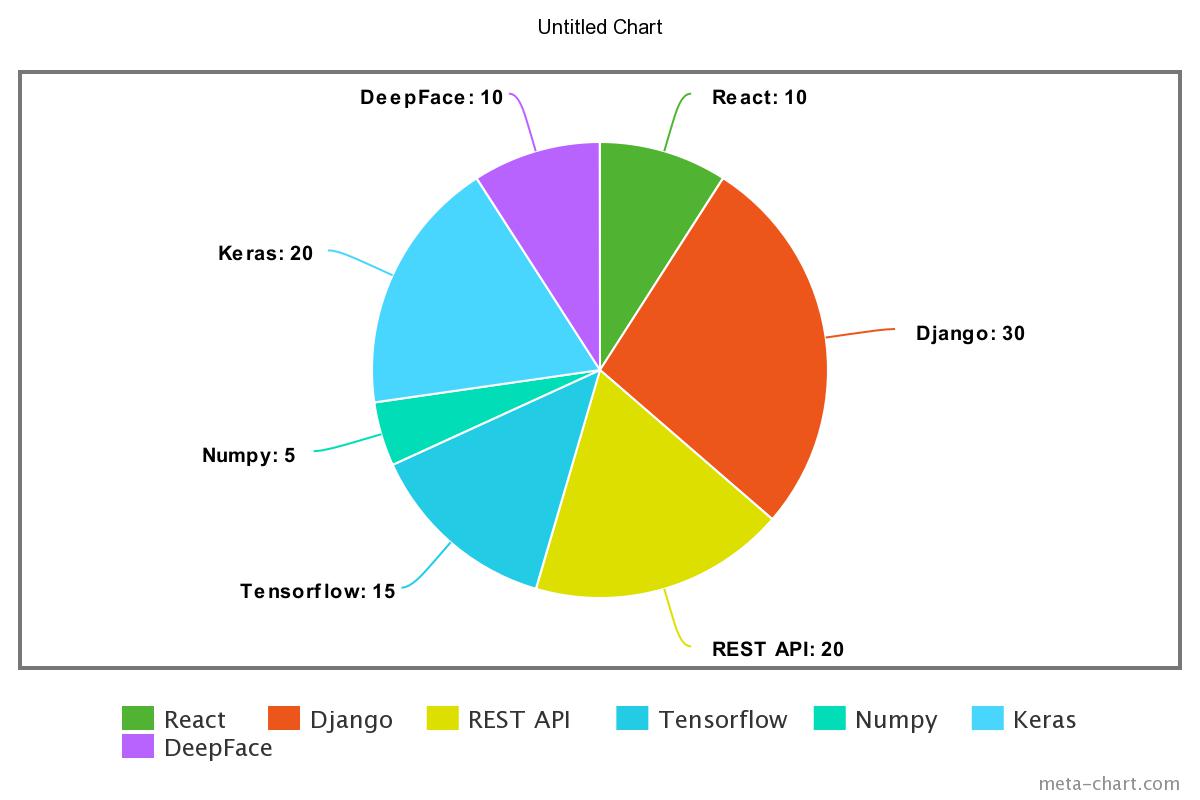 Untitled Chart
DeepFace: 10
React: 10
Keras: 20
Django: 30
Numpy: 5
Tensorflow: 15
REST API: 20
React Django REST API Tensorflow Numpy Keras
DeepFace
meta-chart.com